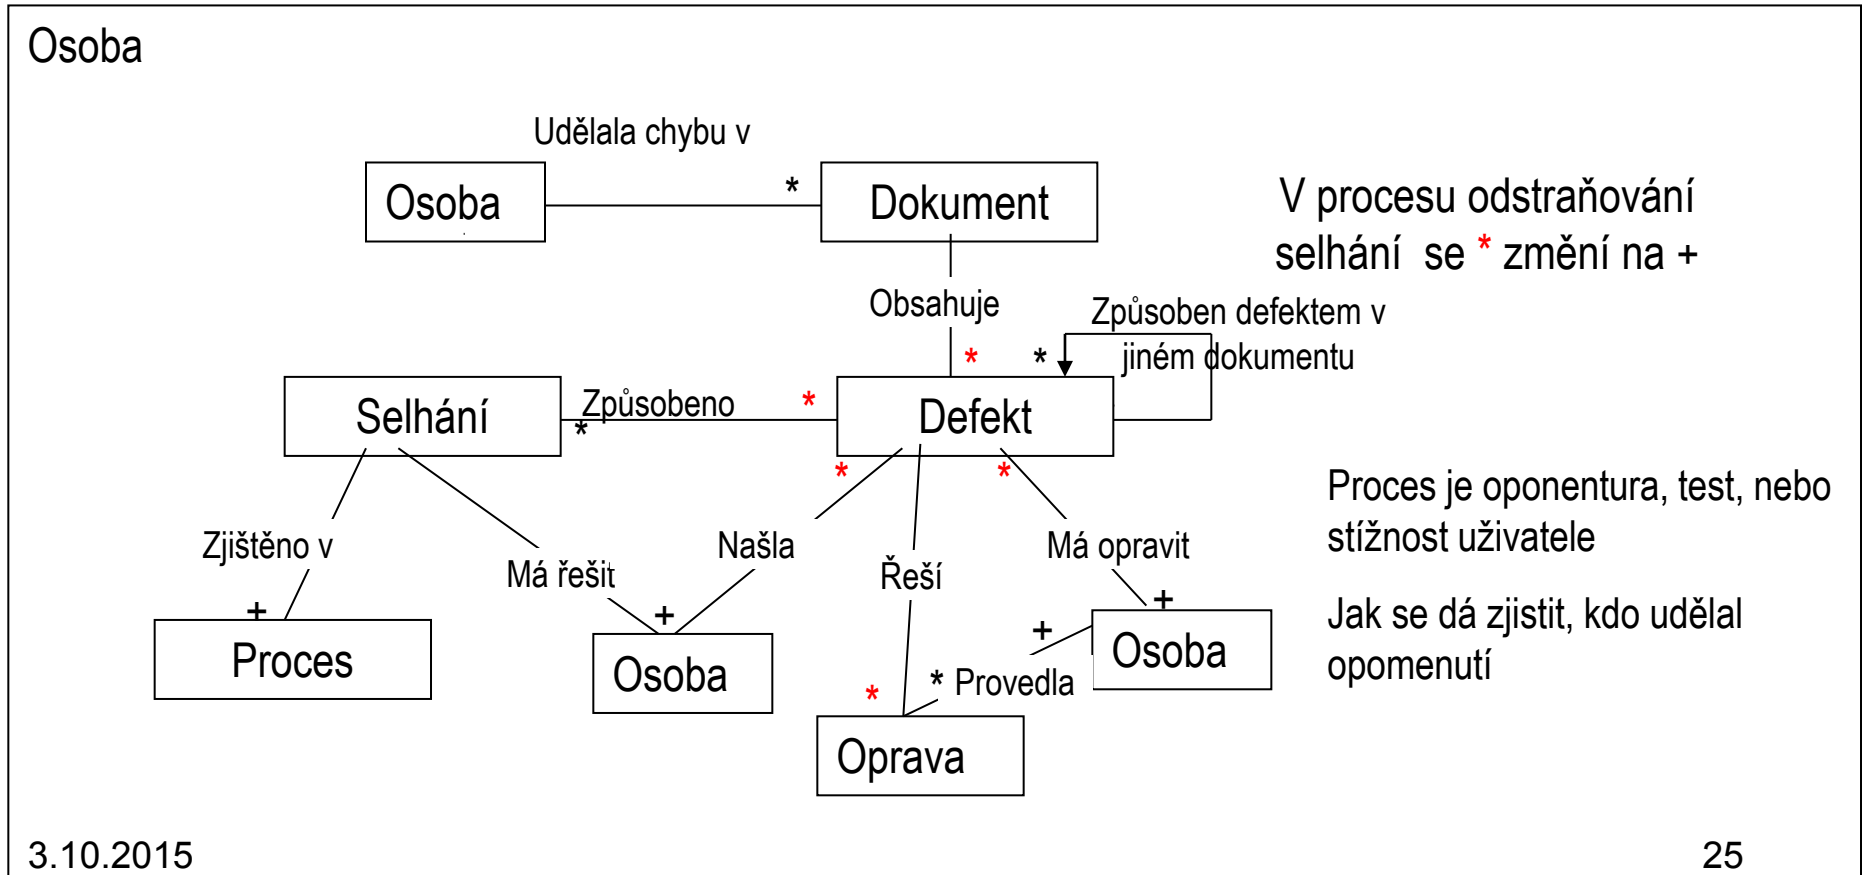 Osoba
Udělala chybu v
Osoba
*
Dokument
V procesu odstraňování
selhání se * změní na +
Obsahuje
Způsoben defektem v
jiném dokumentu
*
*
Selhání
Způsobeno
*
*
Defekt
*
*
Proces je oponentura, test, nebo
stížnost uživatele
Zjištěno v
Má řešit
Našla
Řeší
Má opravit
Jak se dá zjistit, kdo udělal
opomenutí
+
+
+
+
Proces
Osoba
Osoba
*
* Provedla
Oprava
3.10.2015
25